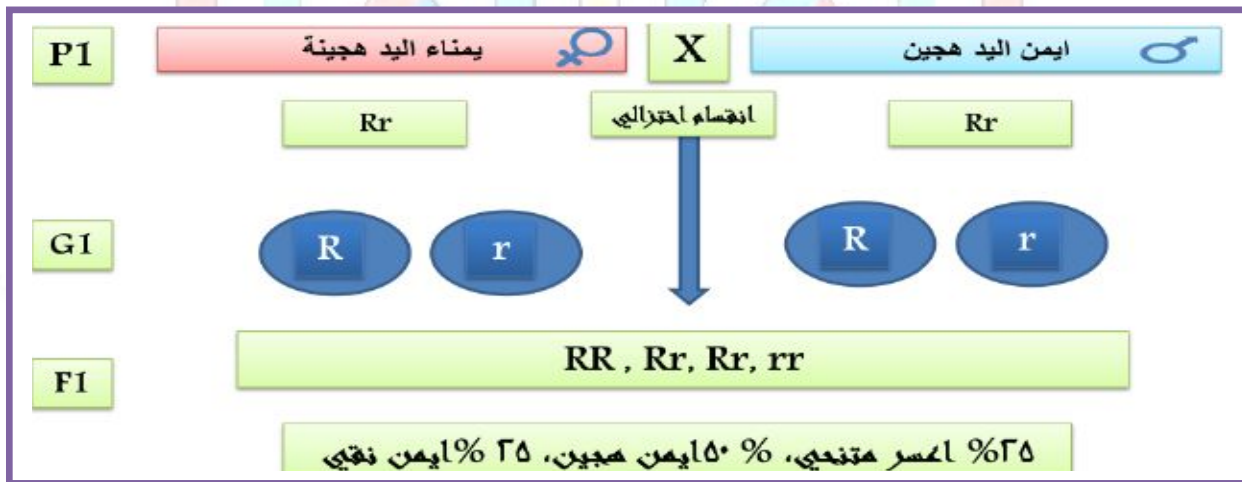 P1
يمناء اليد هجينة
X
ايمن اليد هجين
Rr
انقسام اختزالي
Rr
G1
R
r
R
r
F1
RR , Rr, Rr, rr
٢٥% اعسر متنحي، % ٥٠ايمن هجين، ٢٥ %ايمن نقي